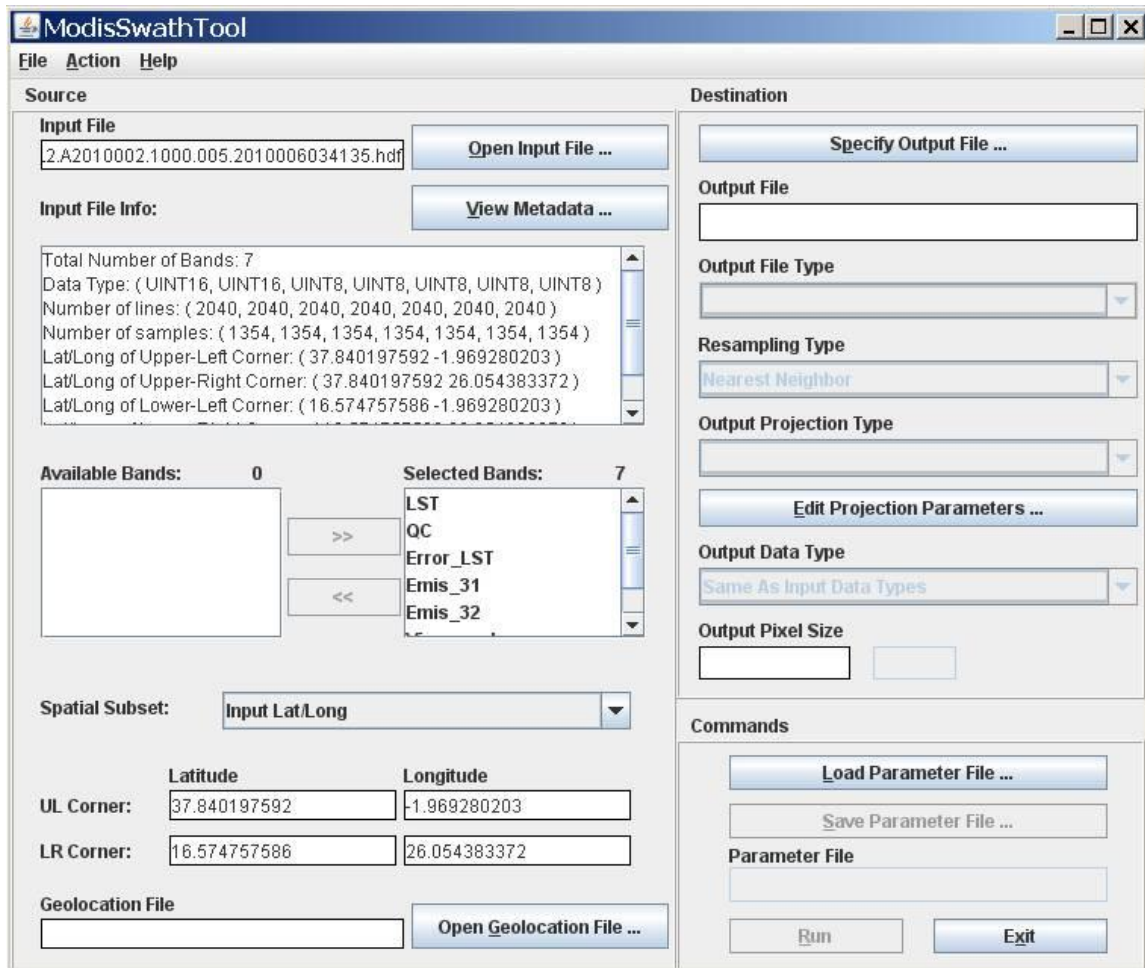 ModisSwathTool
File Action Help
Source
Input File
.2.A2010002.1000.005.2010006034135.hdf
Open Input File ...
Input File Info:
View Metadata ...
Total Number of Bands: 7
Data Type: ( UINT16, UINT16, UINT8, UINT8, UINT8, UINT8, UINT8 )
Number of lines: ( 2040, 2040, 2040, 2040, 2040, 2040, 2040 )
Number of samples: ( 1354, 1354, 1354, 1354, 1354, 1354, 1354 )
Lat/Long of Upper-Left Corner: ( 37.840197592 -1.969280203 )
Lat/Long of Upper-Right Corner: ( 37.840197592 26.054383372 )
Lat/Long of Lower-Left Corner: ( 16.574757586 -1.969280203 )
Available Bands: 0
>>
<<
Selected Bands: 7
LST
QC
Error_LST
Emis_31
Emis_32
Spatial Subset: Input Lat/Long
Latitude Longitude
UL Corner: 37.840197592 -1.969280203
LR Corner: 16.574757586 26.054383372
Geolocation File
Open Geolocation File ...
Destination
Specify Output File ...
Output File
Output File Type
Resampling Type
Nearest Neighbor
Output Projection Type
Edit Projection Parameters ...
Output Data Type
Same As Input Data Types
Output Pixel Size
Commands
Load Parameter File ...
Save Parameter File ...
Parameter File
Run Exit